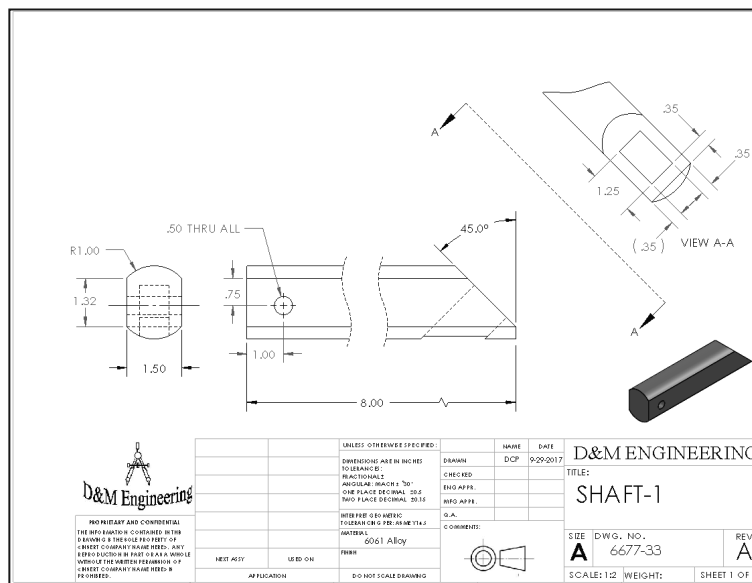 A
.35
.35
1.25
(.35)
VIEW A-A
A
.50 THRU ALL
45.0°
R1.00
1.32
.75
1.00
1.50
8.00
D&M Engineering
PROPRIETARY AND CONFIDENTIAL
THE INFORMATION CONTAINED IN THIS
DRAWING IS THE SOLE PROPERTY OF
<INSERT COMPANY NAME HERE>. ANY
REPRODUCTION IN PART OR AS A WHOLE
WITHOUT THE WRITTEN PERMISSION OF
<INSERT COMPANY NAME HERE> IS
PROHIBITED.
NEXT ASSY
USED ON
APPLICATION
UNLESS OTHERWISE SPECIFIED:
DIMENSIONS ARE IN INCHES
TOLERANCES:
FRACTIONAL±
ANGULAR: MACH±
ONE PLACE DECIMAL
TWO PLACE DECIMAL
INTERPRET GEOMETRIC
TOLERANCING PER: ASME Y14.5
MATERIAL
6061 Alloy
FINISH
DO NOT SCALE DRAWING
NAME DATE
DRAWN DCP 9-29-2017
CHECKED
ENG APPR.
MFG APPR.
Q.A.
COMMENTS:
D&M ENGINEERING
TITLE:
SHAFT-1
SIZE DWG. NO. REV
A 6677-33 A
SCALE: 1:2 WEIGHT: SHEET 1 OF